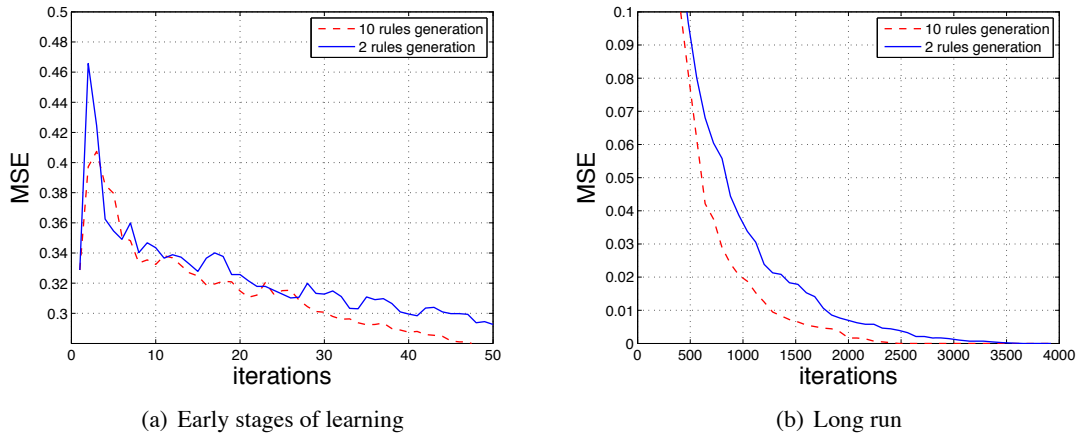 0.5
0.48
0.46
0.44
0.42
0.4
0.38
0.36
0.34
0.32
0.3
MSE
0 10 20 30 40 50
iterations
10 rules generation
2 rules generation
(a) Early stages of learning
0.1
0.09
0.08
0.07
0.06
0.05
0.04
0.03
0.02
0.01
0
MSE
0 500 1000 1500 2000 2500 3000 3500 4000
iterations
10 rules generation
2 rules generation
(b) Long run